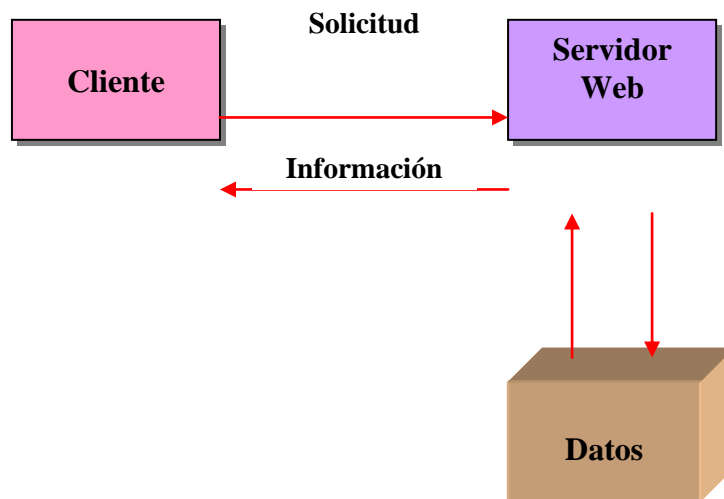 Solicitud
Cliente
Servidor
Web
Información
Datos